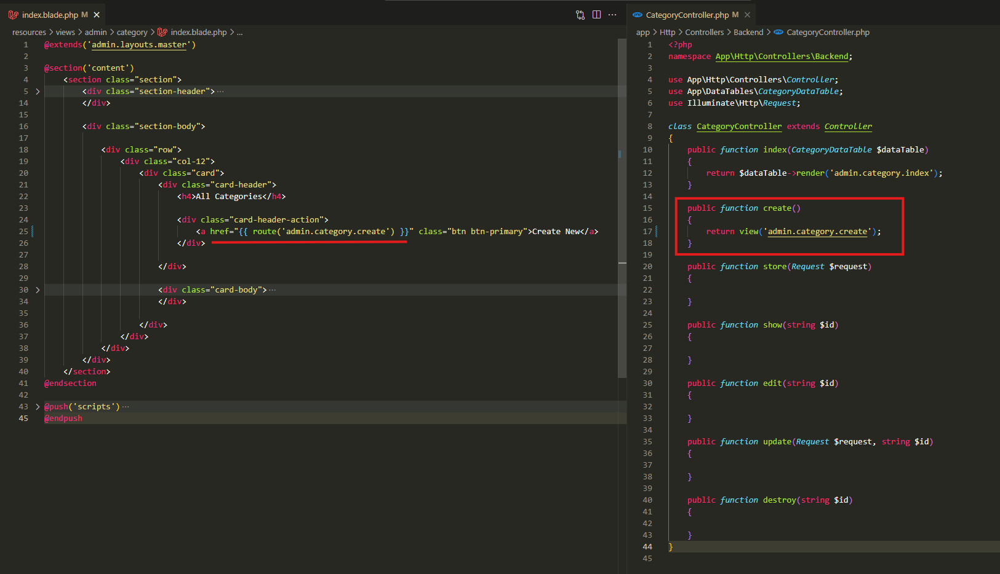 index.blade.php M
resources > views > admin > category > index.blade.php > ...
1 @extends('admin.layouts.master')
2
3 @section('content')
4 <section class="section">
5 <div class="section-header"> ···
14 </div>
15
16 <div class="section-body">
17
18 <div class="row">
19 <div class="col-12">
20 <div class="card">
21 <div class="card-header">
22 <h4>All Categories</h4>
23
24 <div class="card-header-action">
25 <a href="{{ route('admin.category.create') }}" class="btn btn-primary">Create New</a>
26 </div>
27
28 </div>
29
30 <div class="card-body"> ···
34 </div>
35
36 </div>
37 </div>
38 </div>
39 </div>
40 </section>
41 @endsection
42
43 @push('scripts') ···
45 @endpush
CategoryController.php M
app > Http > Controllers > Backend > CategoryController.php
1 <?php
2 namespace App\Http\Controllers\Backend;
3
4 use App\Http\Controllers\Controller;
5 use App\DataTables\CategoryDataTable;
6 use Illuminate\Http\Request;
7
8 class CategoryController extends Controller
9 {
10 public function index(CategoryDataTable $dataTable)
11 {
12 return $dataTable->render('admin.category.index');
13 }
14
15 public function create()
16 {
17 return view('admin.category.create');
18 }
19
20 public function store(Request $request)
21 {
22
23 }
24
25 public function show(string $id)
26 {
27
28 }
29
30 public function edit(string $id)
31 {
32
33 }
34
35 public function update(Request $request, string $id)
36 {
37
38 }
39
40 public function destroy(string $id)
41 {
42
43 }
44 }
45